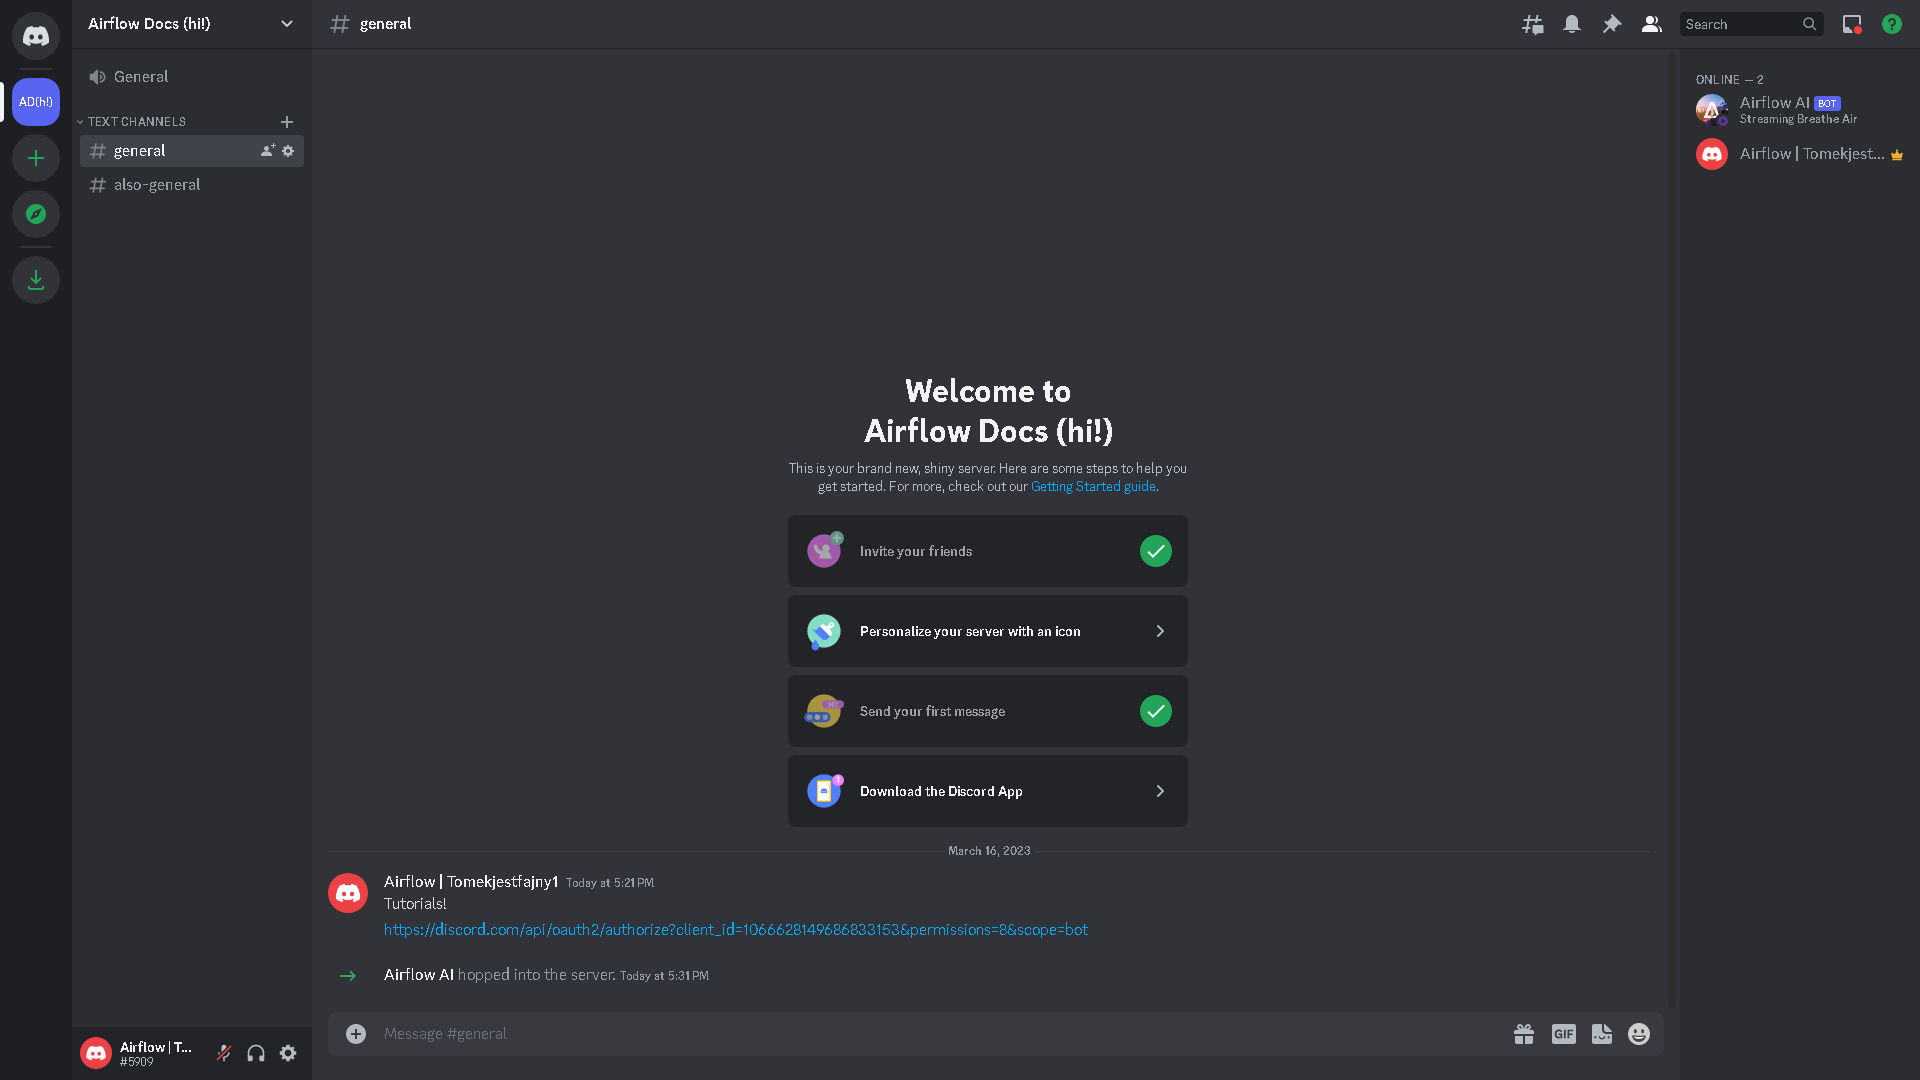 Airflow Docs (hi!)
general
Search
AD(hi!)
General
TEXT CHANNELS
general
also-general
ONLINE — 2
Airflow AI BOT
Streaming Breathe Air
Airflow | Tomekjest...
Welcome to
Airflow Docs (hi!)
This is your brand new, shiny server. Here are some steps to help you
get started. For more, check out our Getting Started guide.
Invite your friends
Personalize your server with an icon
Hi!
Send your first message
1
Download the Discord App
March 16, 2023
Airflow | Tomekjestfajny1 Today at 5:21 PM
Tutorials!
https://discord.com/api/oauth2/authorize?client_id=1066628149686833153&permissions=8&scope=bot
Airflow AI hopped into the server. Today at 5:31 PM
Message #general
GIF
Airflow | T...
#5909